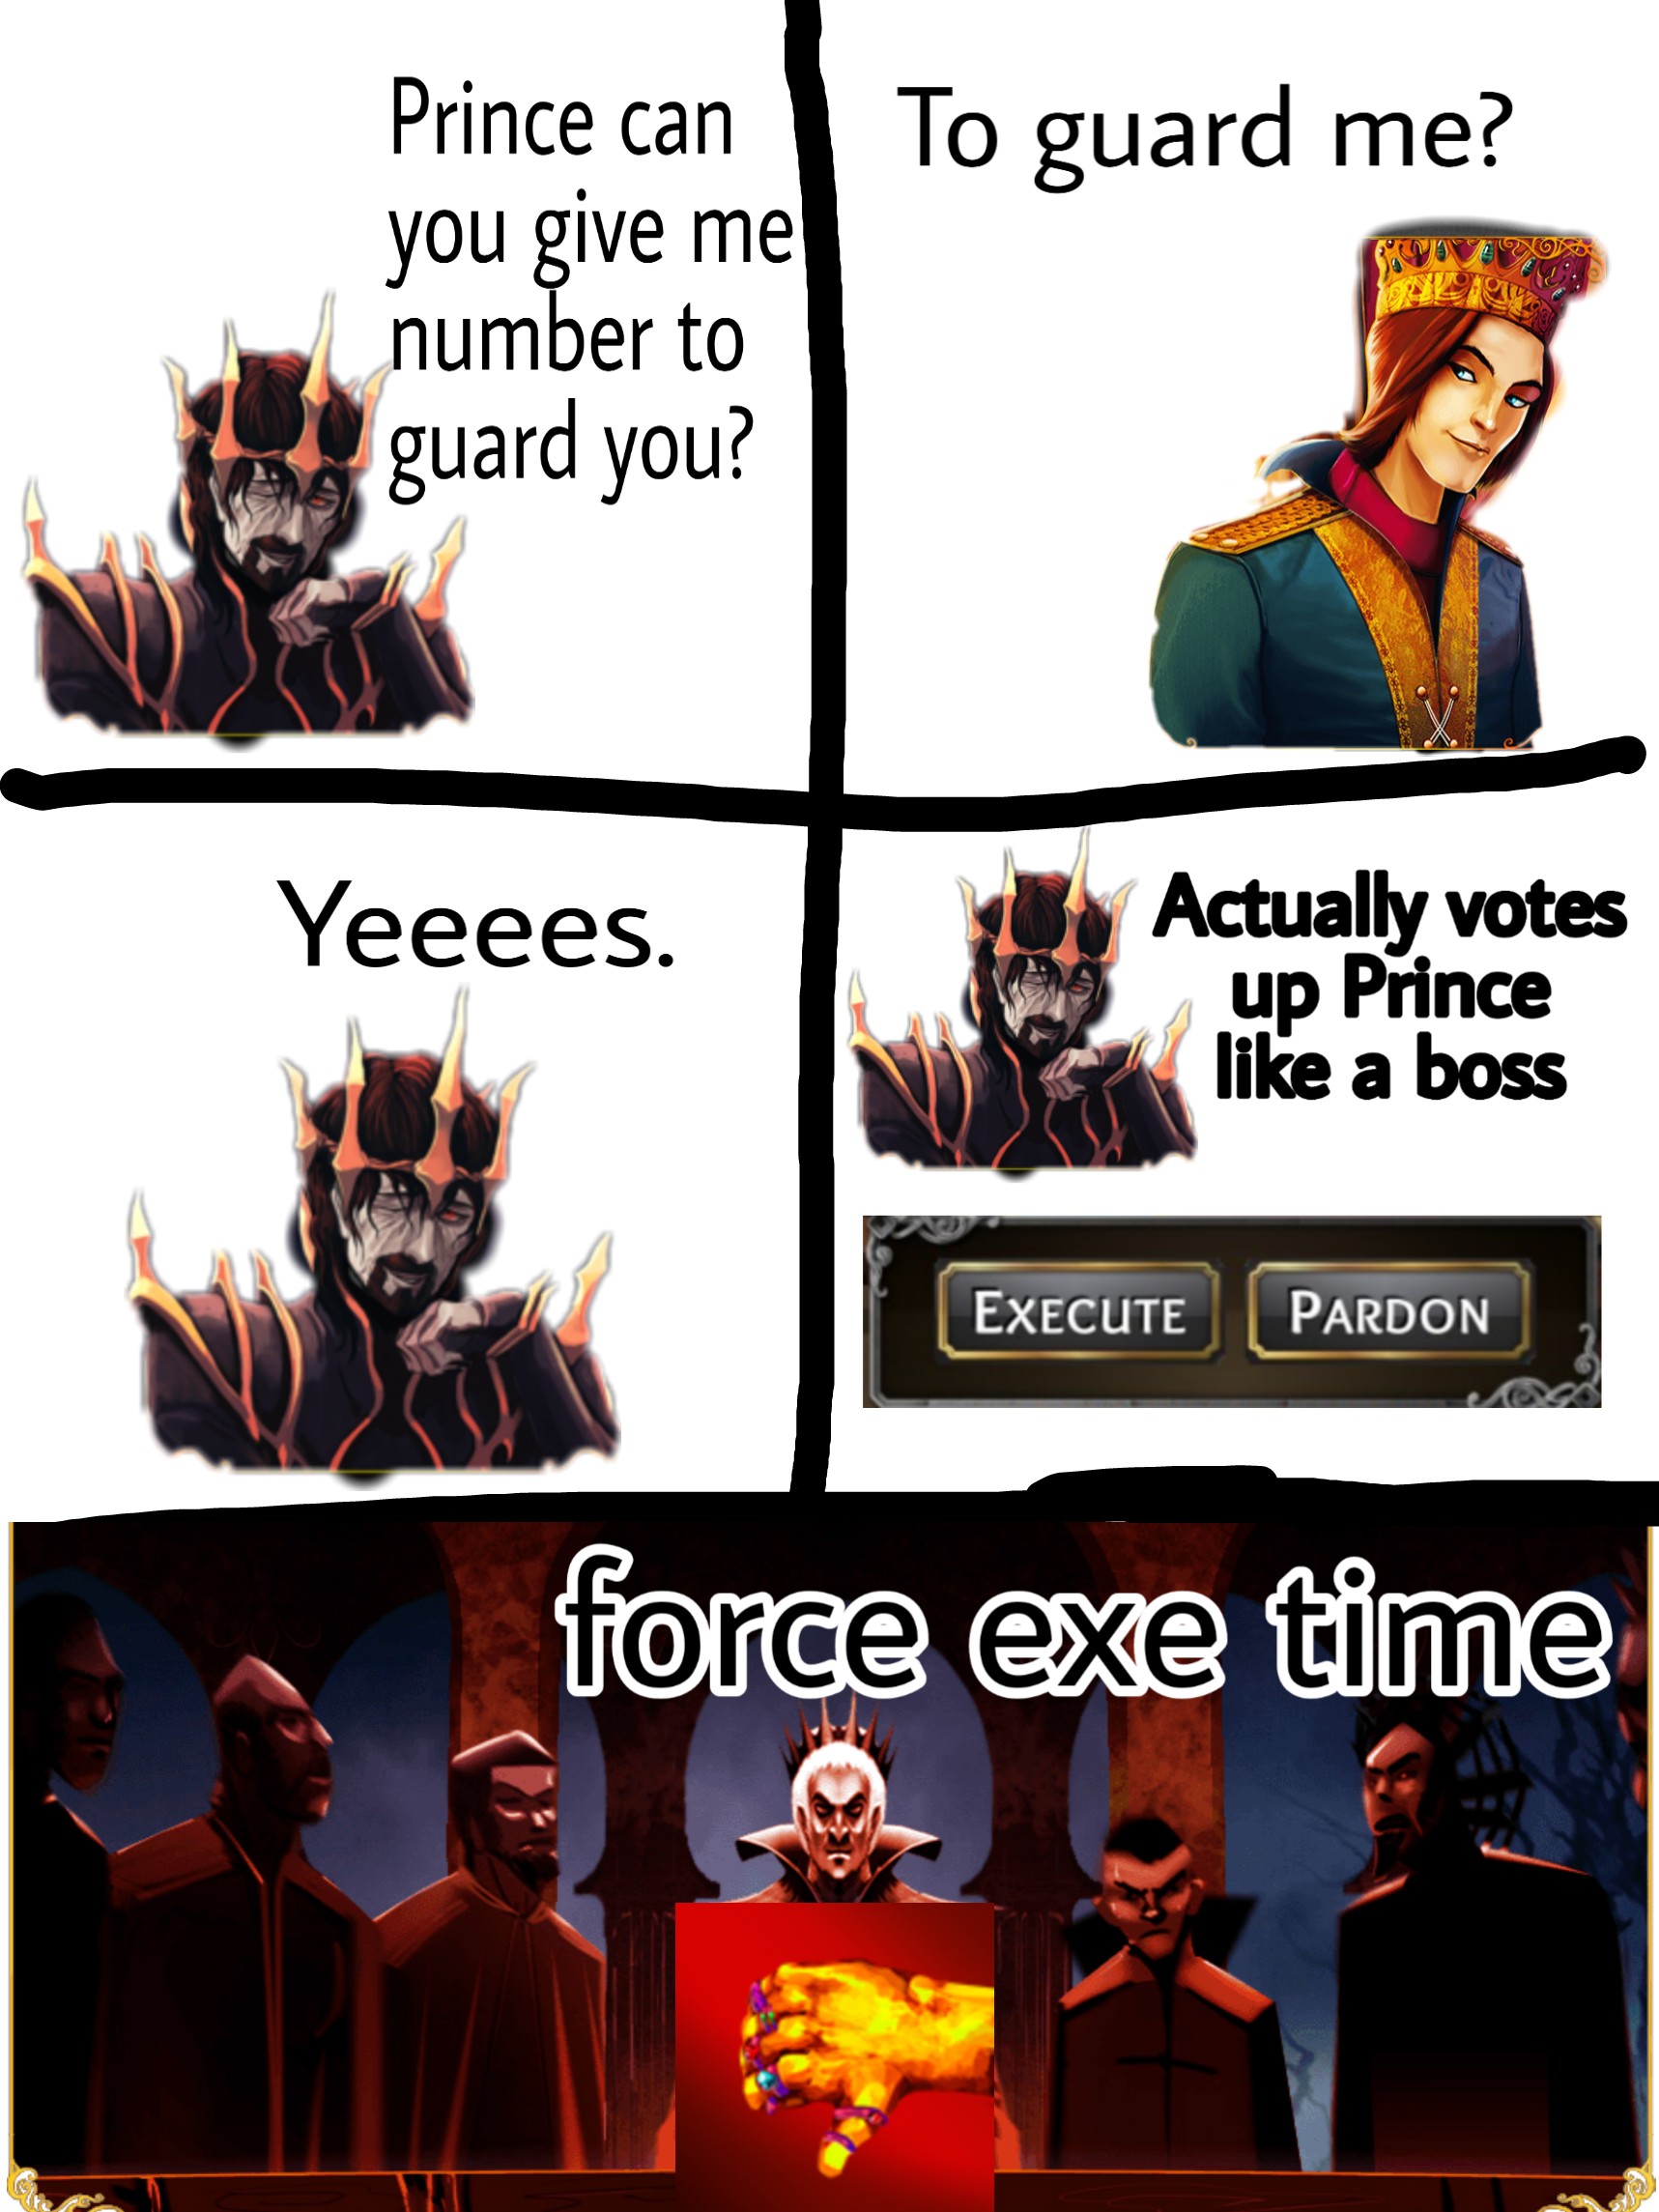 Prince can
you give me
number to
guard you?
To guard me?
Yeeees.
Actually votes
up Prince
like a boss
EXECUTE PARDON
force exe time